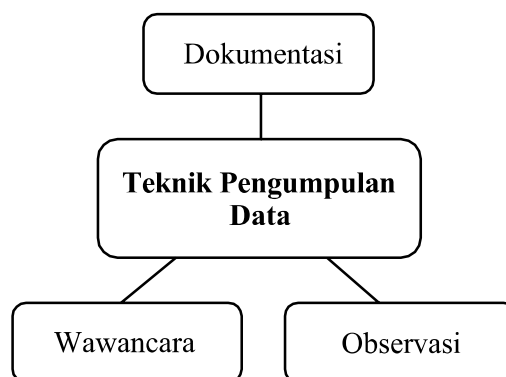 Dokumentasi
Teknik Pengumpulan
Data
Wawancara
Observasi